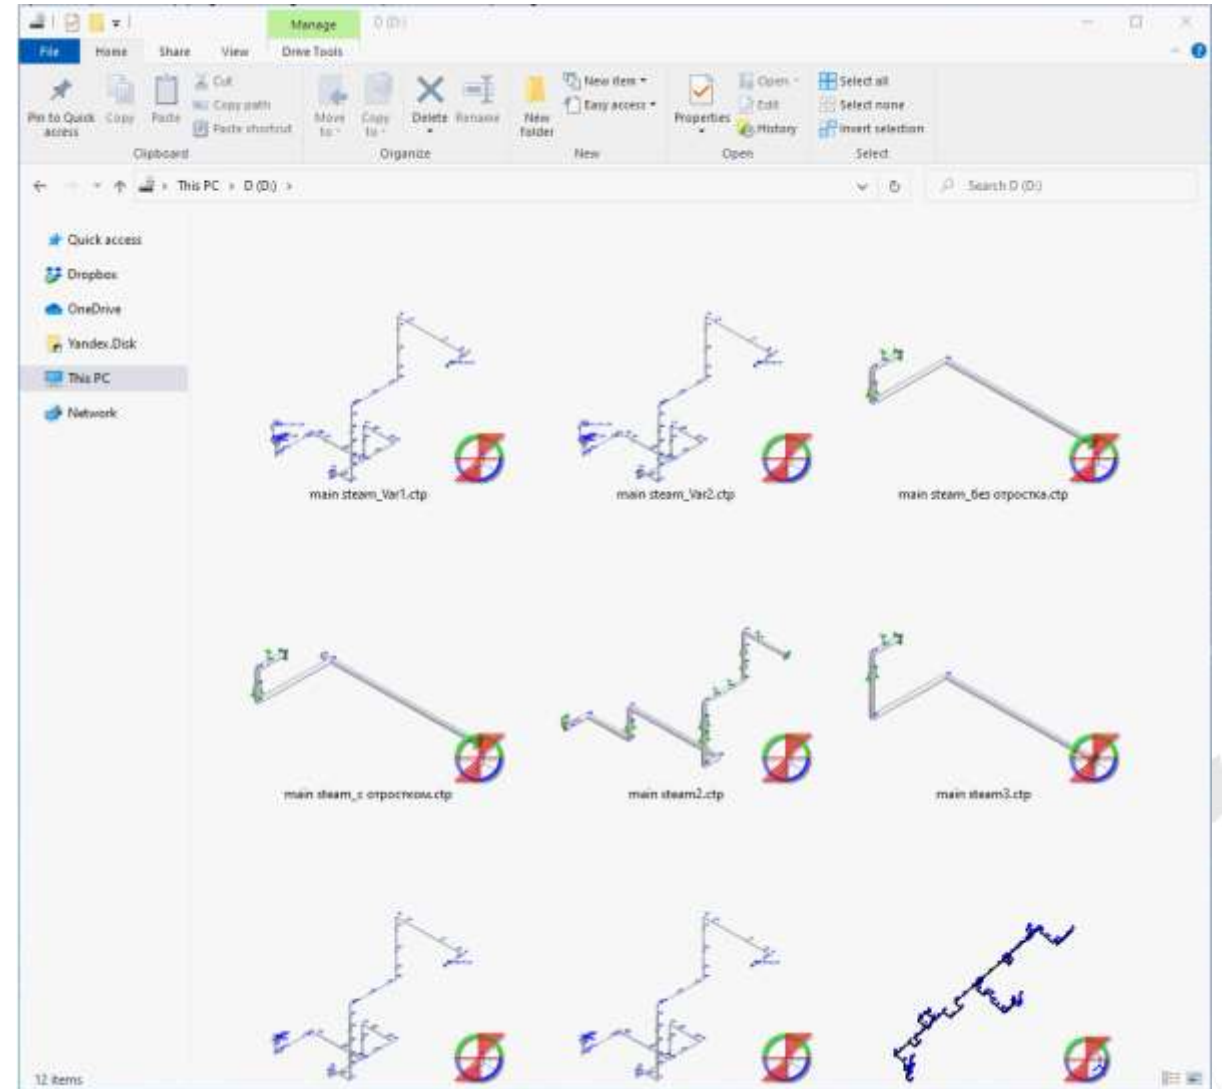 Manage
D (D:)
File
Home
Share
View
Drive Tools
Pin to Quick access
Copy
Paste
Cut
Copy path
Paste shortcut
Clipboard
Move to
Copy to
Delete
Rename
Organize
New folder
New item
Easy access
New
Properties
Open
Edit
History
Open
Select all
Select none
Invert selection
Select
This PC
D (D:)
Search D (D:)
Quick access
Dropbox
OneDrive
Yandex.Disk
This PC
Network
main steam_Var1.ctp
main steam_Var2.ctp
main steam_без отростка.ctp
main steam_с отростком.ctp
main steam2.ctp
main steam3.ctp
12 items